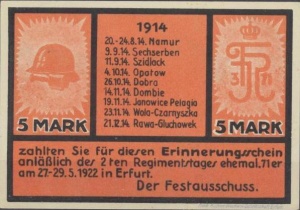 1914
20.-24.8.14. Namur
9.9.14. Sechserben
11.9.14. Szidlack
4.10.14. Opatow
26.10.14. Dobra
14.11.14. Dombie
19.11.14. Janowice Pelagia
23.11.14. Wola-Czarnyszka
21.12.14. Rawa-Gluchowek
5 MARK
5 MARK
zahlten Sie für diesen Erinnerungsschein
anläßlich des 2ten Regimentstages ehemal. 71er
am 27-29. 5. 1922 in Erfurt.
Der Festausschuss.